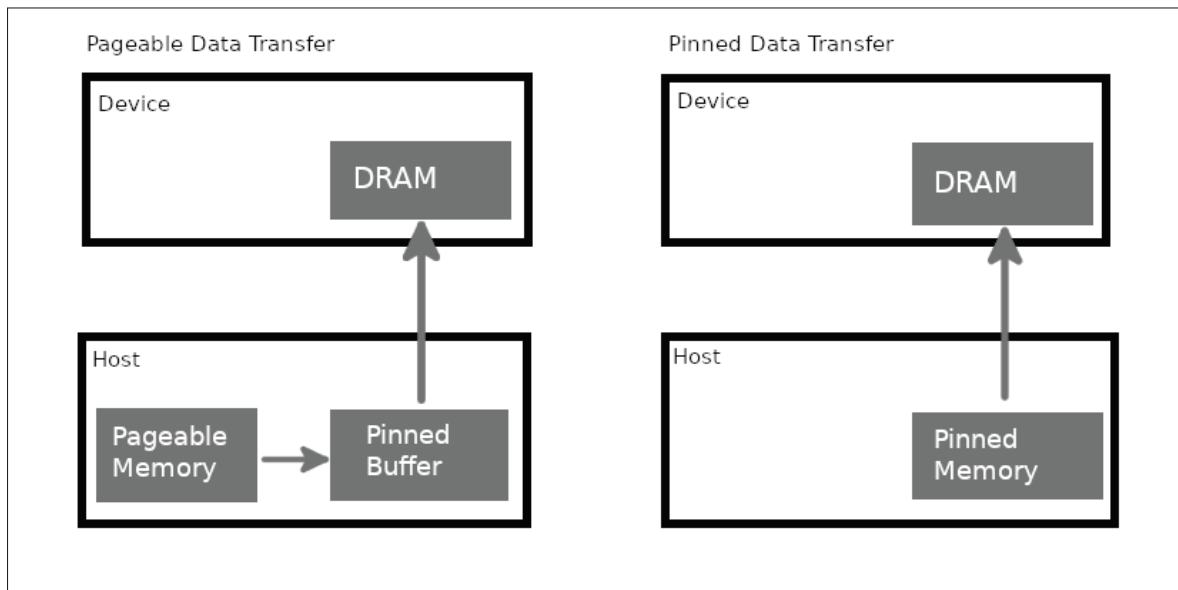 Pageable Data Transfer
Device
DRAM
Host
Pageable
Memory
Pinned
Buffer
Pinned Data Transfer
Device
DRAM
Host
Pinned
Memory